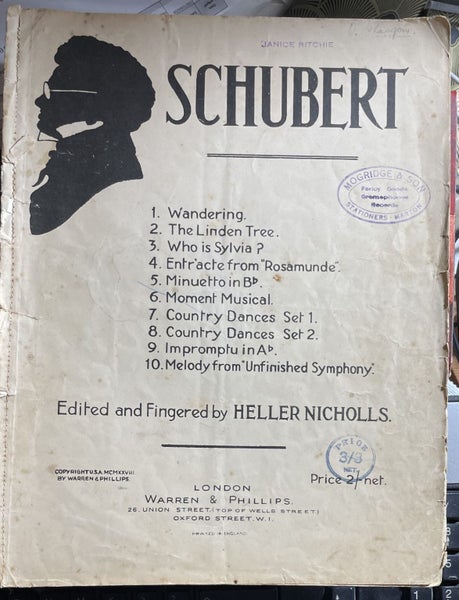 JANICE RITCHIE
SCHUBERT
MOGRIDGE & SON
Fancy Goods
Gramophones
Records
STATIONERS - MARTON
1. Wandering.
2. The Linden Tree.
3. Who is Sylvia?
4. Entr'acte from "Rosamunde".
5. Minuetto in B♭.
6. Moment Musical.
7. Country Dances Set 1.
8. Country Dances Set 2.
9. Impromptu in A♭.
10. Melody from "Unfinished Symphony".
Edited and Fingered by HELLER NICHOLLS.
PRICE
3/3
NET
Price 2/- net.
COPYRIGHT U.S.A. MCMXXVIII.
BY WARREN & PHILLIPS.
LONDON
WARREN & PHILLIPS.
26. UNION STREET. (TOP OF WELLS STREET.)
OXFORD STREET. W.1.
PRINTED IN ENGLAND